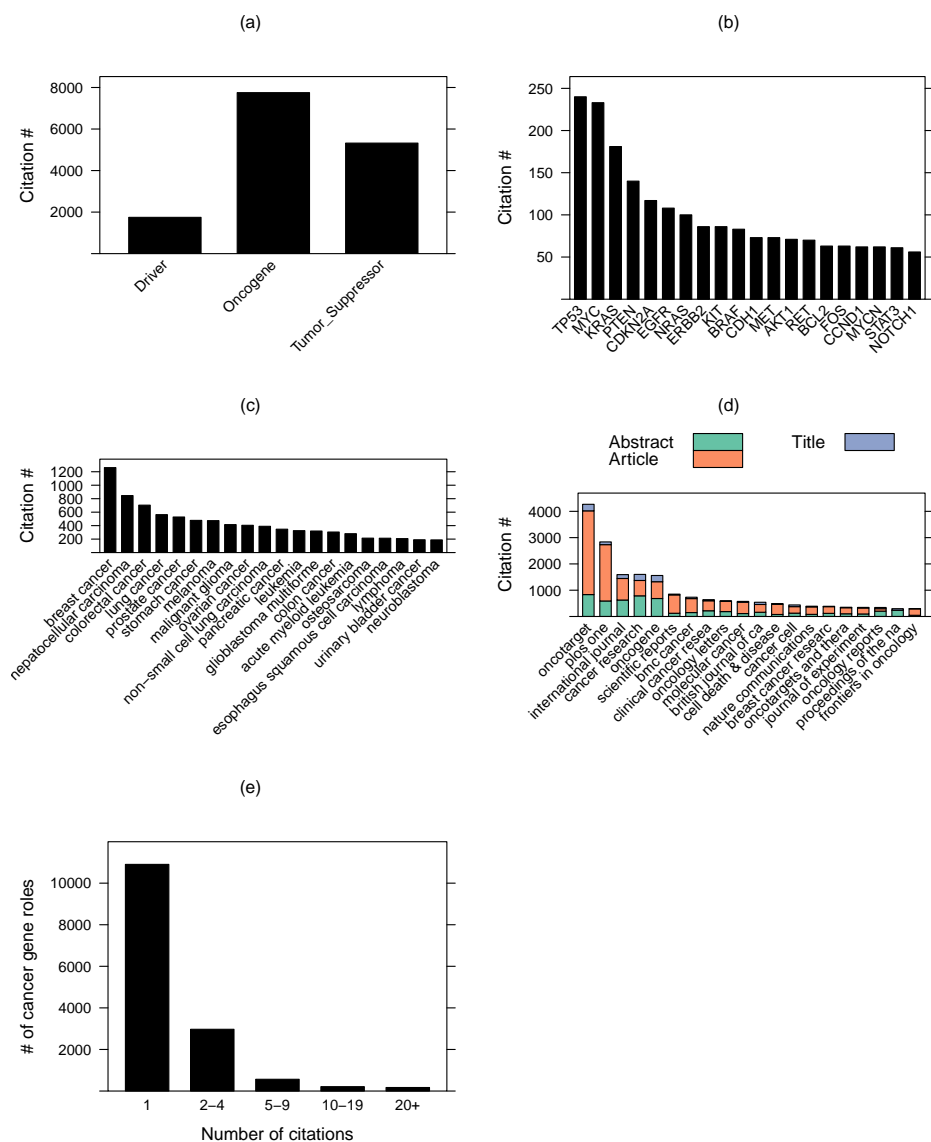 (a)
Citation #
8000
6000
4000
2000
Driver
Oncogene
Tumor_Suppressor
(b)
Citation #
250
200
150
100
50
TP53
MYC
KRAS
PTEN
CDKN2A
EGFR
NRAS
ERBB2
KIT
BRAF
CDH1
MET
AKT1
RET
BCL2
FOS
CCND1
MYCN
STAT3
NOTCH1
(c)
Citation #
1200
1000
800
600
400
200
breast cancer
hepatocellular carcinoma
colorectal cancer
lung cancer
prostate cancer
stomach cancer
melanoma
malignant glioma
ovarian cancer
non−small cell lung carcinoma
pancreatic cancer
leukemia
glioblastoma multiforme
colon cancer
acute myeloid leukemia
osteosarcoma
esophagus squamous cell carcinoma
lymphoma
urinary bladder cancer
neuroblastoma
(d)
Abstract
Article
Title
Citation #
4000
3000
2000
1000
oncotarget
plos one
international journal
cancer research
oncogene
scientific reports
bmc cancer
clinical cancer resea
oncology letters
molecular cancer
british journal of ca
cell death & disease
cancer cell
nature communications
breast cancer researc
oncotargets and thera
journal of experiment
oncology reports
proceedings of the na
frontiers in oncology
(e)
# of cancer gene roles
10000
8000
6000
4000
2000
1
2−4
5−9
10−19
20+
Number of citations